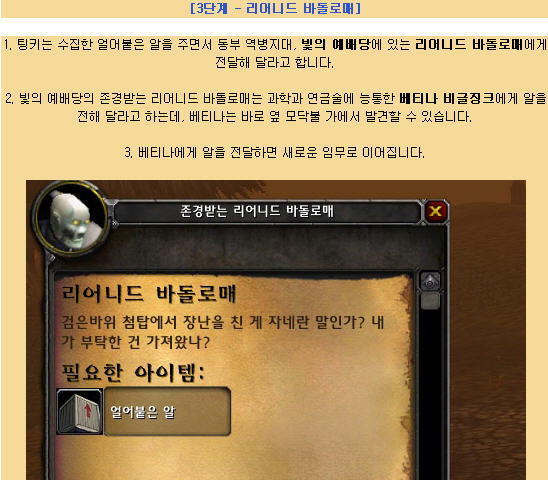 [3단계 - 리어니드 바돌로매]
1. 팅키는 수집한 얼어붙은 알을 주면서 동부 역병지대, 빛의 예배당에 있는 리어니드 바돌로매에게
전달해 달라고 합니다.
2. 빛의 예배당의 존경받는 리어니드 바돌로매는 과학과 연금술에 능통한 베티나 비글징크에게 알을
전해 달라고 하는데, 베티나는 바로 옆 모닥불 가에서 발견할 수 있습니다.
3. 베티나에게 알을 전달하면 새로운 임무로 이어집니다.
존경받는 리어니드 바돌로매
리어니드 바돌로매
검은바위 첨탑에서 장난을 친 게 자네란 말인가? 내
가 부탁한 건 가져왔나?
필요한 아이템:
얼어붙은 알